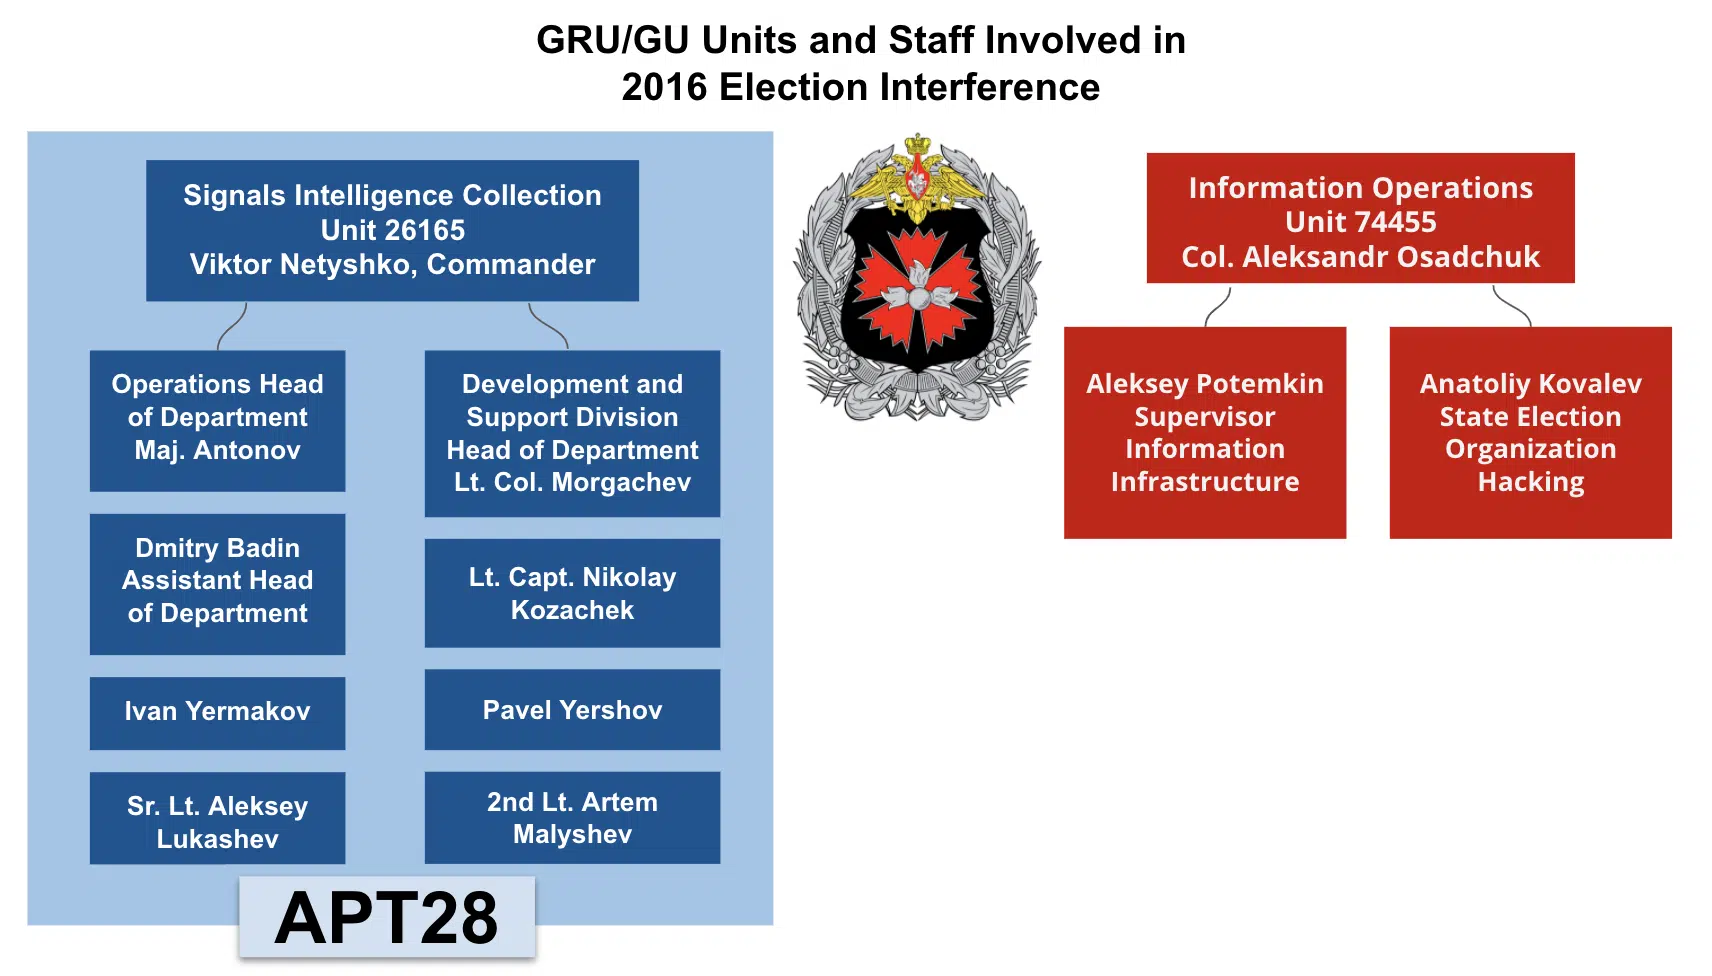 GRU/GU Units and Staff Involved in
2016 Election Interference
Signals Intelligence Collection
Unit 26165
Viktor Netyshko, Commander
Operations Head
of Department
Maj. Antonov
Dmitry Badin
Assistant Head
of Department
Ivan Yermakov
Sr. Lt. Aleksey
Lukashev
Development and
Support Division
Head of Department
Lt. Col. Morgachev
Lt. Capt. Nikolay
Kozachek
Pavel Yershov
2nd Lt. Artem
Malyshev
APT28
Information Operations
Unit 74455
Col. Aleksandr Osadchuk
Aleksey Potemkin
Supervisor
Information
Infrastructure
Anatoliy Kovalev
State Election
Organization
Hacking